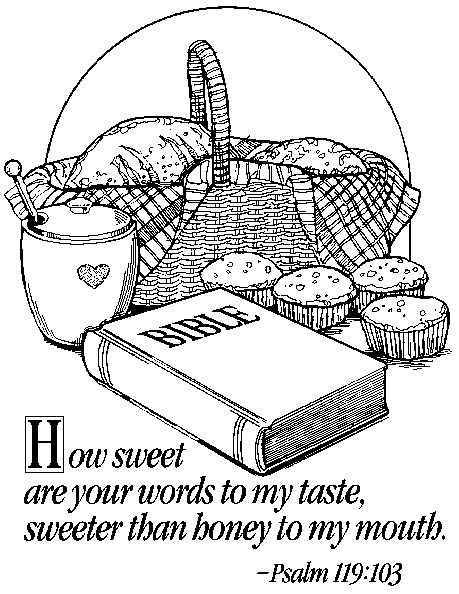 BIBLE
How sweet
are your words to my taste,
sweeter than honey to my mouth.
–Psalm 119:103